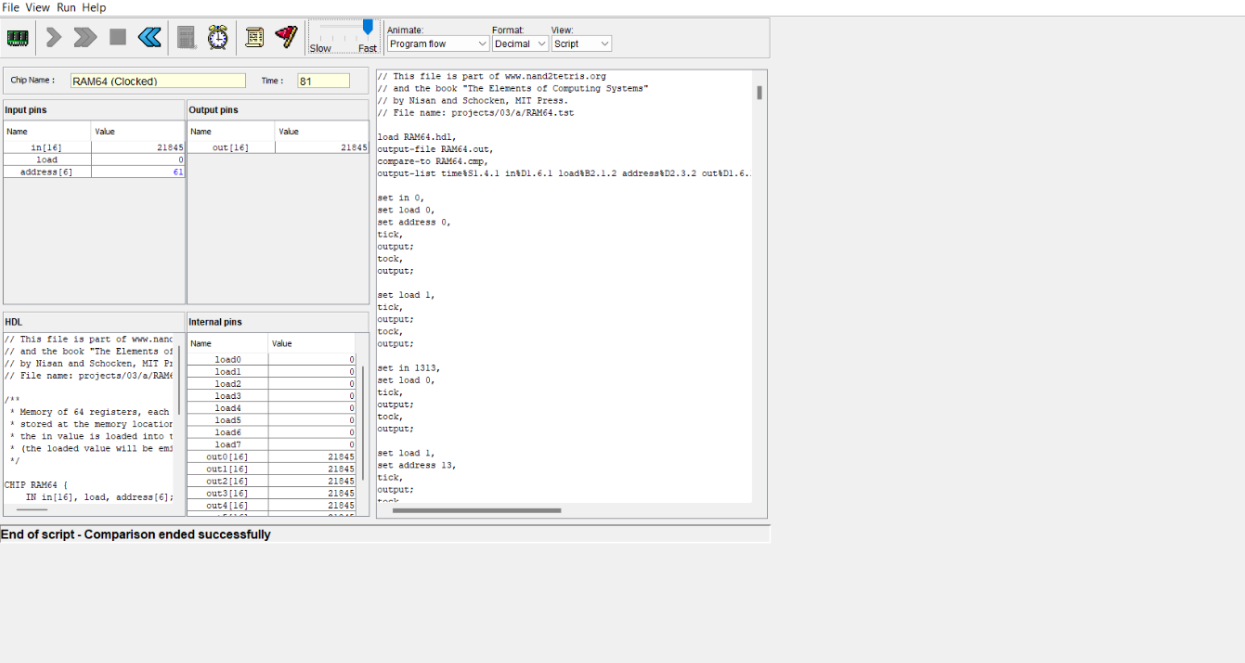 File View Run Help
Slow Fast
Animate: Format: View:
Program flow Decimal Script
Chip Name : RAM64 (Clocked) Time : 81
Input pins
Name Value
in[16] 21845
load 0
address[6] 61
Output pins
Name Value
out[16] 21845
HDL
// This file is part of www.nand
// and the book "The Elements of
// by Nisan and Schocken, MIT Pr
// File name: projects/03/a/RAM6
/**
* Memory of 64 registers, each
* stored at the memory location
* the in value is loaded into t
* (the loaded value will be emi
*/
CHIP RAM64 {
IN in[16], load, address[6];
Internal pins
Name Value
load0 0
load1 0
load2 0
load3 0
load4 0
load5 0
load6 0
load7 0
out0[16] 21845
out1[16] 21845
out2[16] 21845
out3[16] 21845
out4[16] 21845
// This file is part of www.nand2tetris.org
// and the book "The Elements of Computing Systems"
// by Nisan and Schocken, MIT Press.
// File name: projects/03/a/RAM64.tst
load RAM64.hdl,
output-file RAM64.out,
compare-to RAM64.cmp,
output-list time%S1.4.1 in%D1.6.1 load%B2.1.2 address%D2.3.2 out%D1.6.
set in 0,
set load 0,
set address 0,
tick,
output;
tock,
output;
set load 1,
tick,
output;
tock,
output;
set in 1313,
set load 0,
tick,
output;
tock,
output;
set load 1,
set address 13,
tick,
output;
tock
End of script - Comparison ended successfully